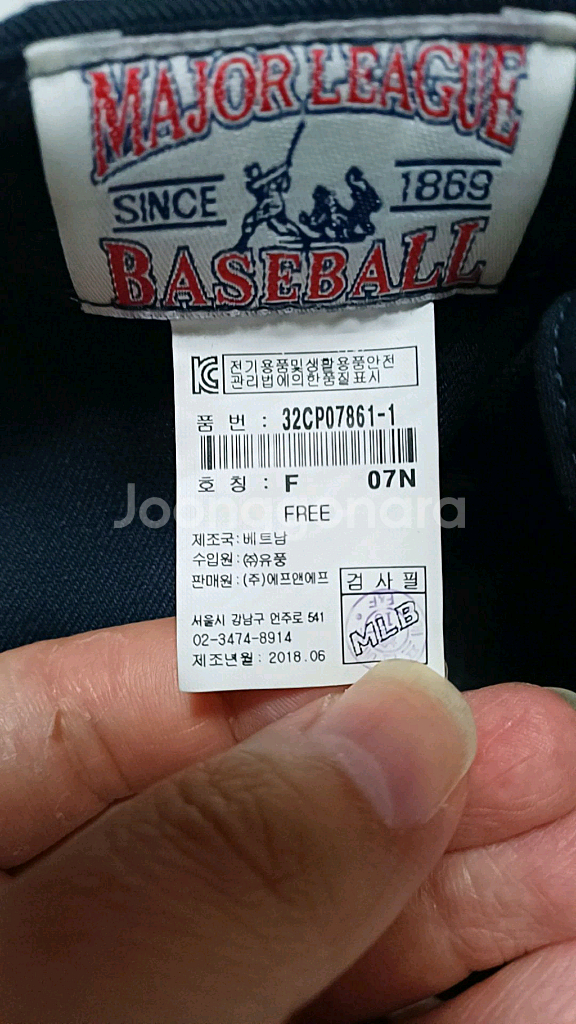 MAJOR LEAGUE
SINCE 1869
BASEBALL
전기용품및생활용품안전
관리법에의한품질표시
품 번 : 32CP07861-1
호 칭 : F 07N
FREE
Joonggonara
제조국:베트남
수입원:㈜유풍
판매원:(주)에프앤에프
검 사 필
F&F
MLB
서울시 강남구 언주로 541
02-3474-8914
제조년월: 2018.06